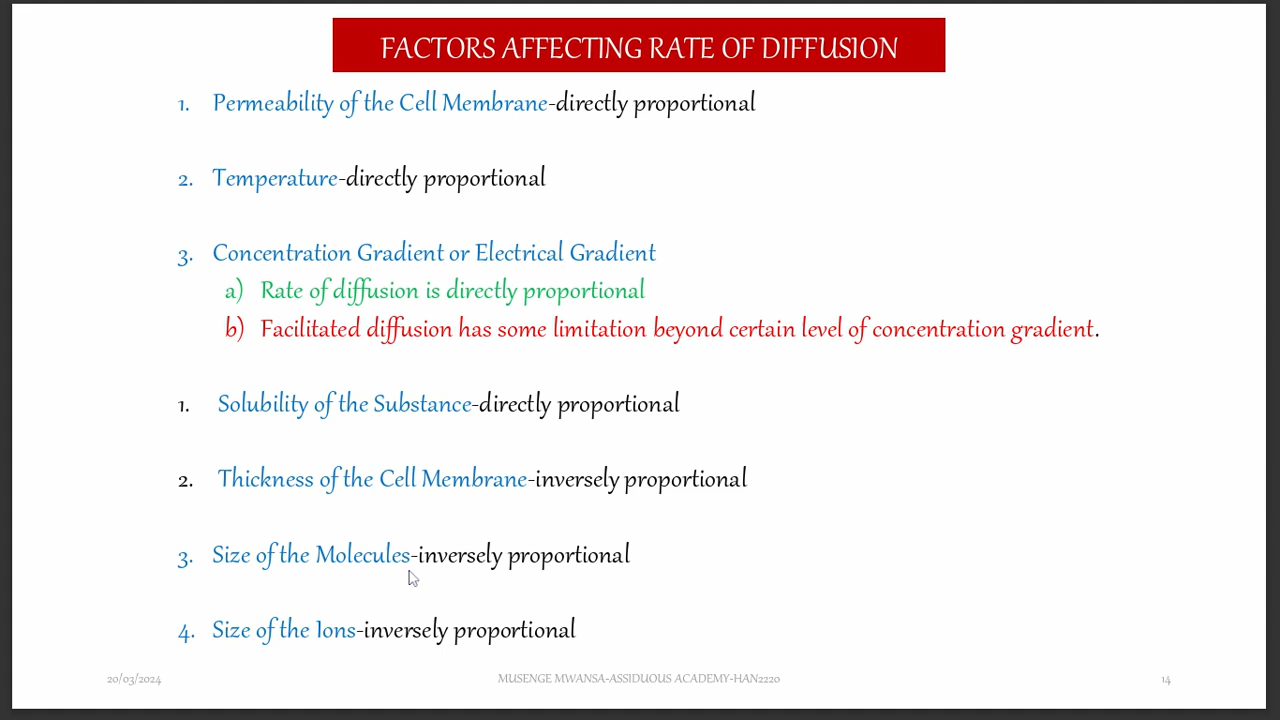 FACTORS AFFECTING RATE OF DIFFUSION
1. Permeability of the Cell Membrane-directly proportional
2. Temperature-directly proportional
3. Concentration Gradient or Electrical Gradient
a) Rate of diffusion is directly proportional
b) Facilitated diffusion has some limitation beyond certain level of concentration gradient.
1. Solubility of the Substance-directly proportional
2. Thickness of the Cell Membrane-inversely proportional
3. Size of the Molecules-inversely proportional
4. Size of the Ions-inversely proportional
20/03/2024 MUSENGE MWANSA-ASSIDUOUS ACADEMY-HAN2220 14